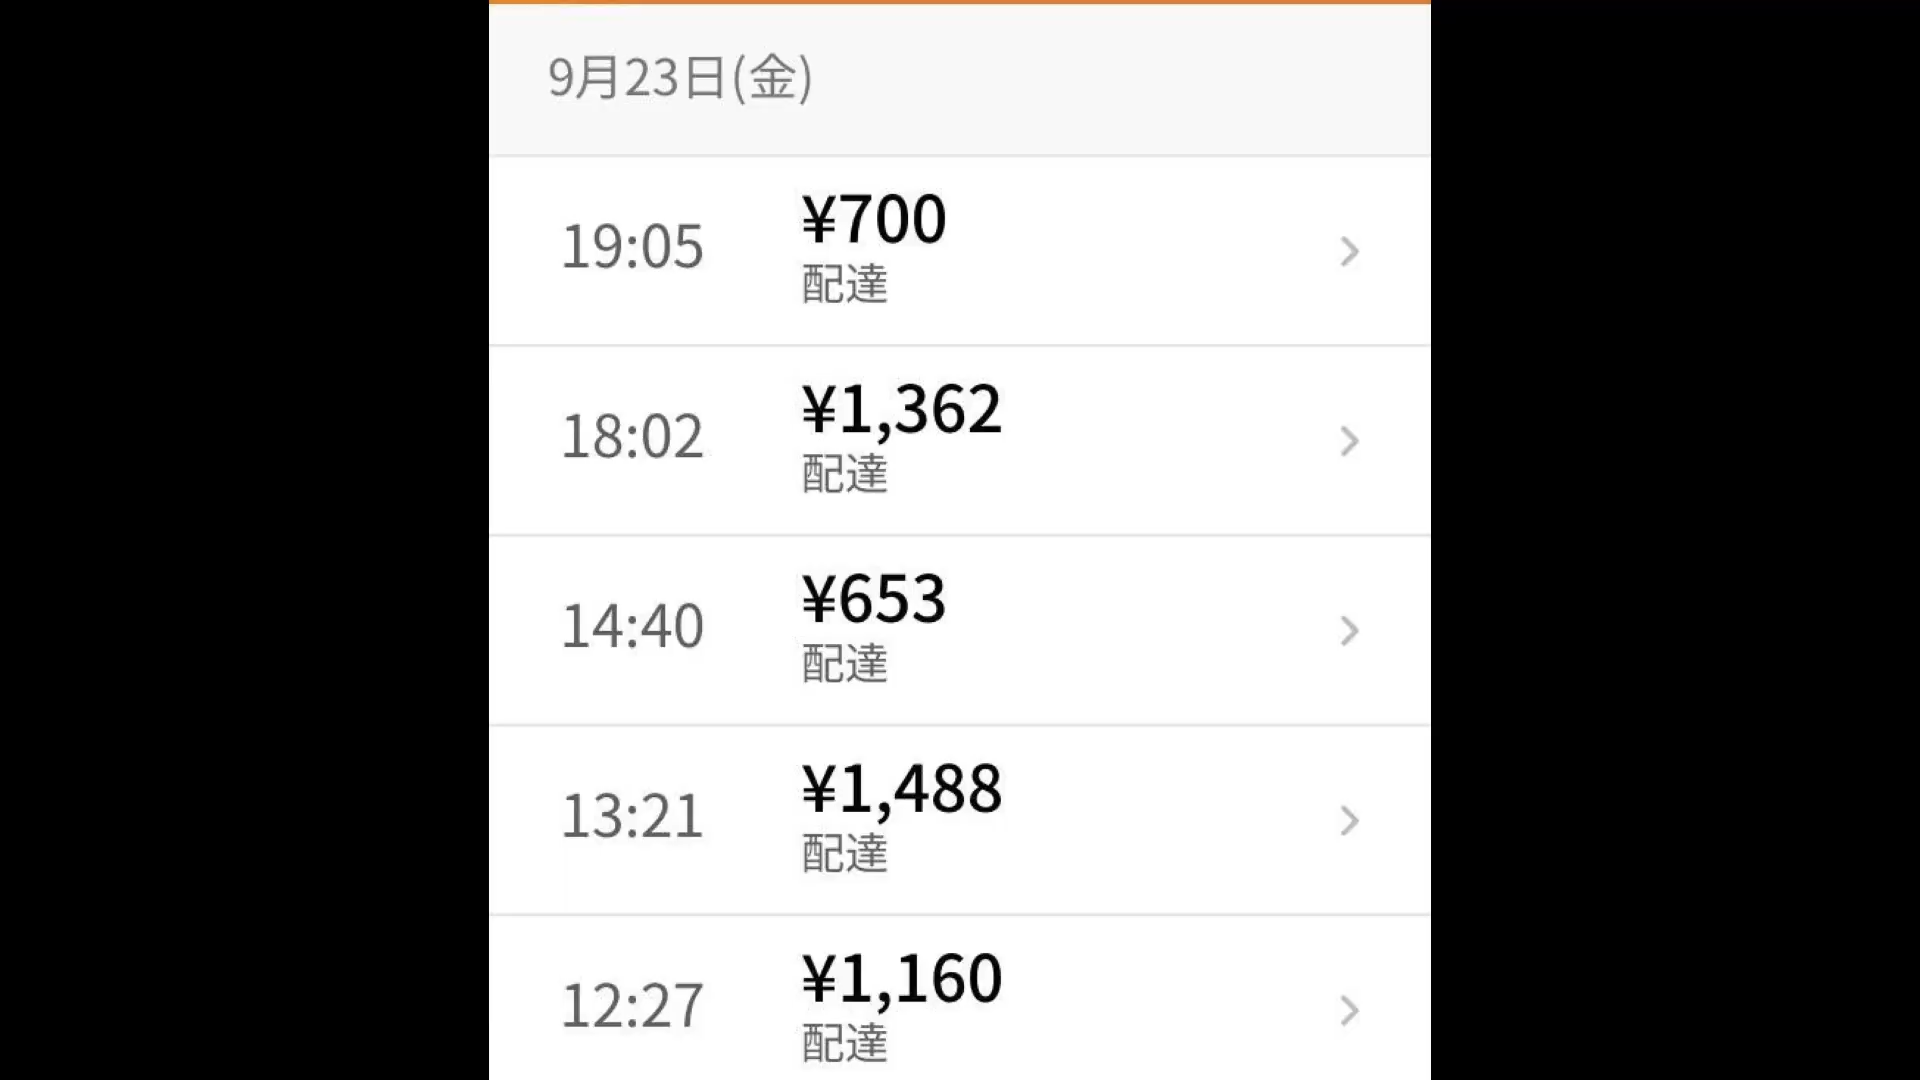 9月23日(金)
19:05
¥700
配達
18:02
¥1,362
配達
14:40
¥653
配達
13:21
¥1,488
配達
12:27
¥1,160
配達